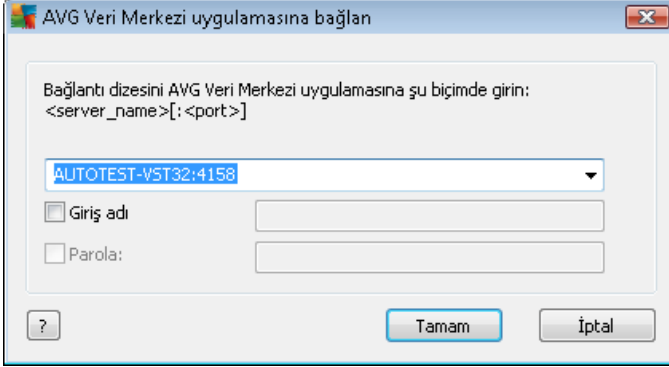 AVG Veri Merkezi uygulamasına bağlan
Bağlantı dizesini AVG Veri Merkezi uygulamasına şu biçimde girin:
<server_name>[:<port>]
AUTOTEST-VST32:4158
Giriş adı
Parola:
?
Tamam
İptal